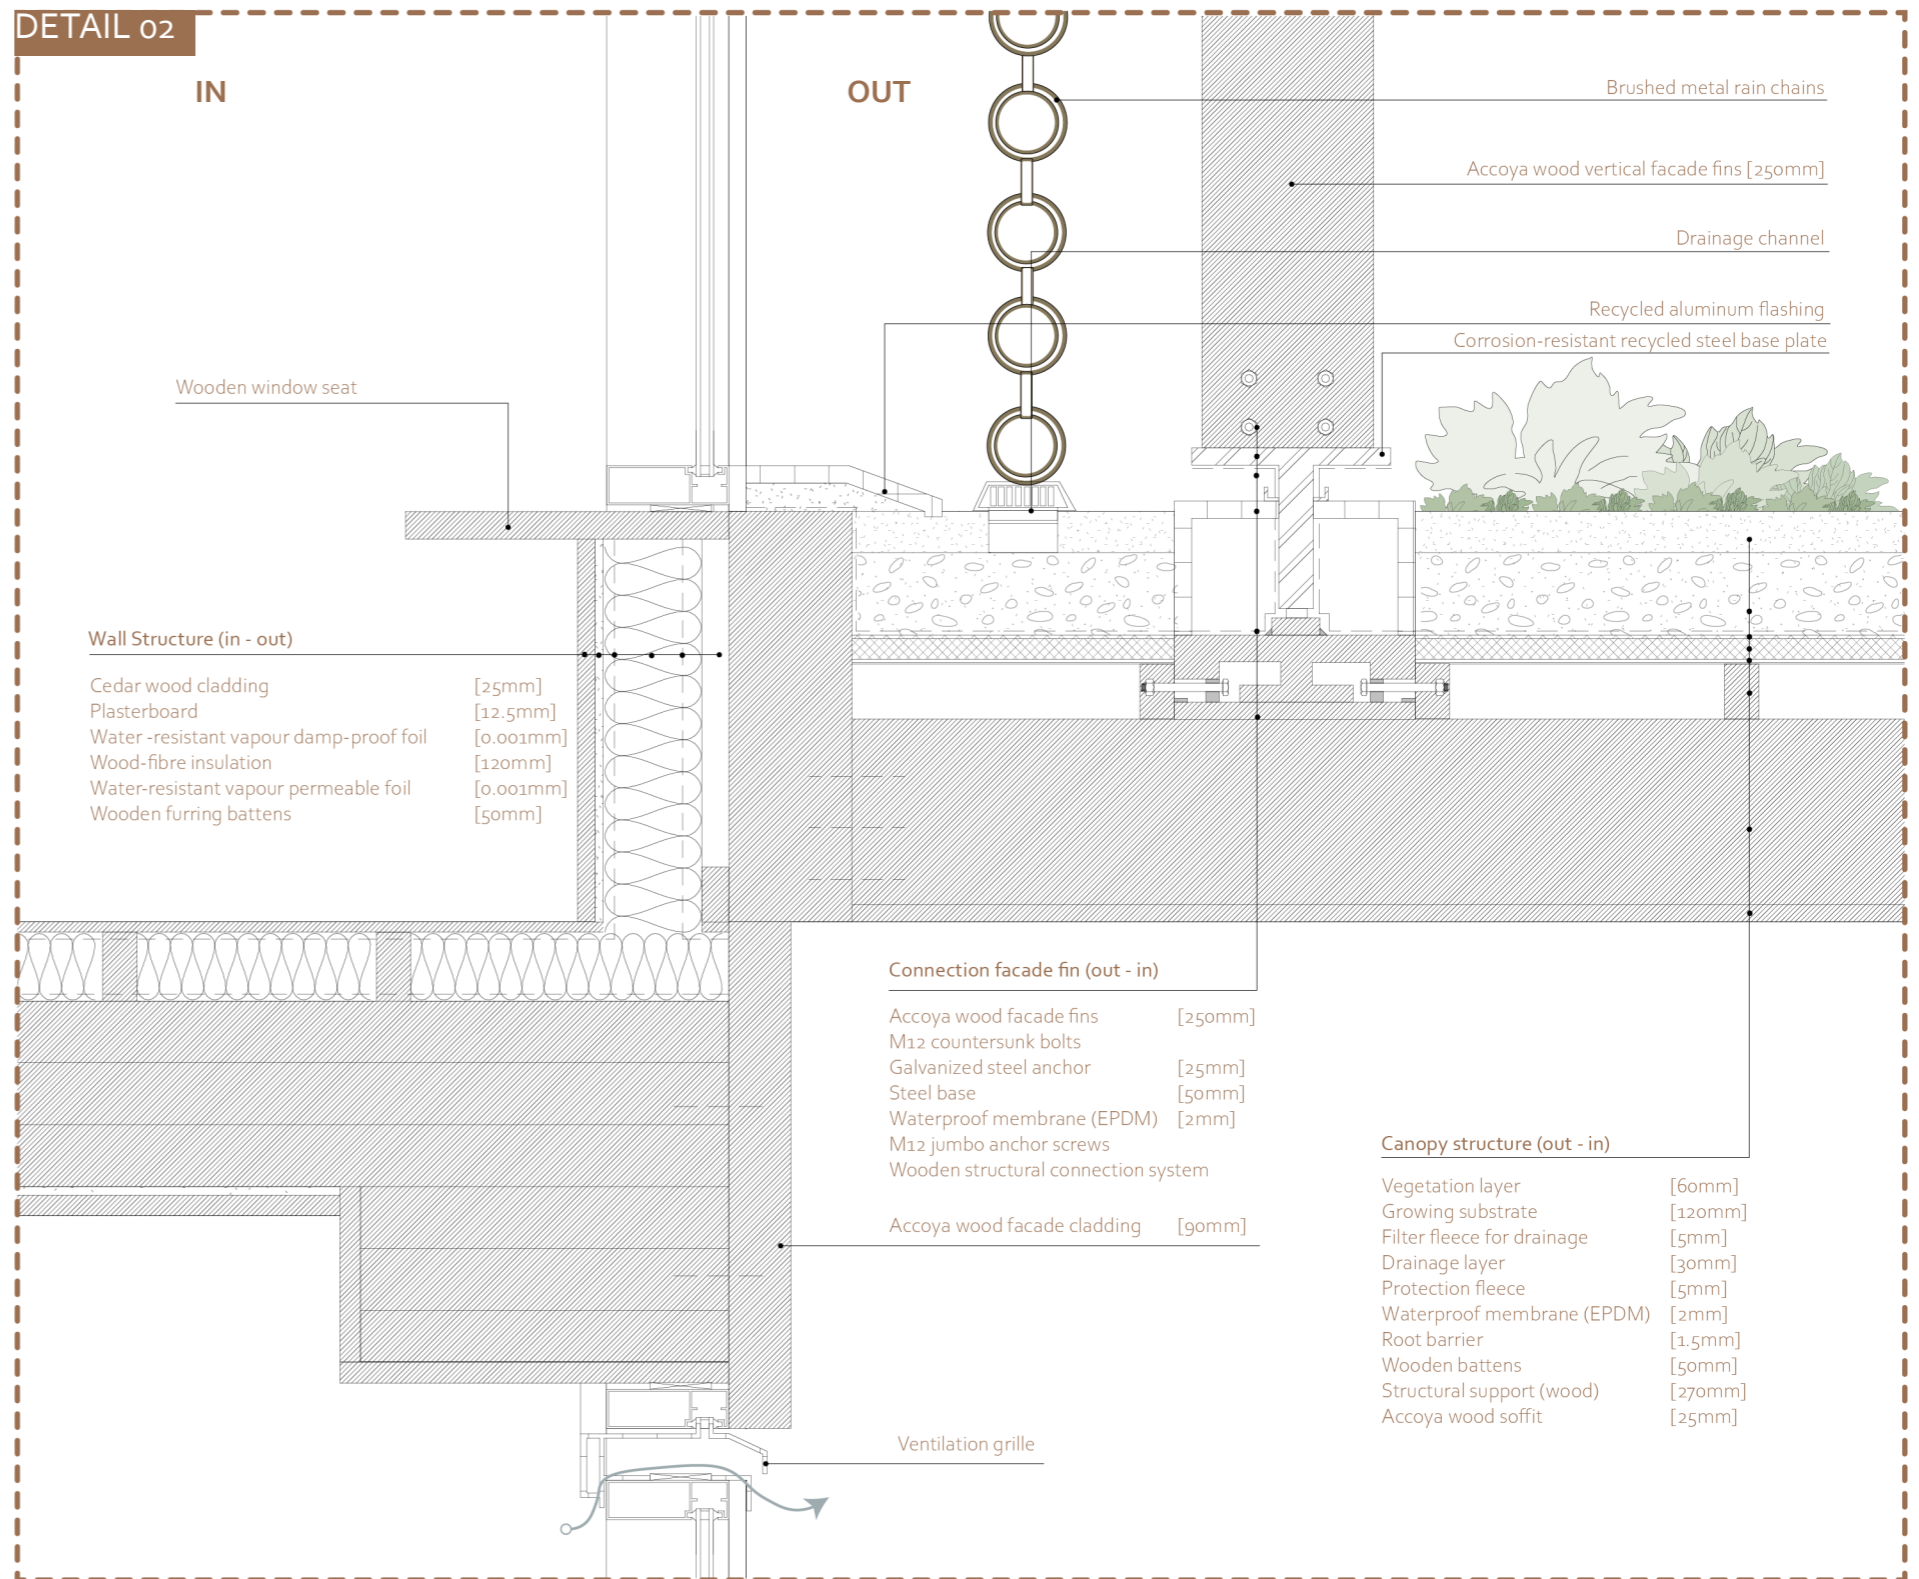 DETAIL 02
IN
OUT
Brushed metal rain chains
Accoya wood vertical facade fins [250mm]
Drainage channel
Recycled aluminum flashing
Corrosion-resistant recycled steel base plate
Wooden window seat
Wall Structure (in - out)
Cedar wood cladding [25mm]
Plasterboard [12.5mm]
Water -resistant vapour damp-proof foil [0.001mm]
Wood-fibre insulation [120mm]
Water-resistant vapour permeable foil [0.001mm]
Wooden furring battens [50mm]
Connection facade fin (out - in)
Accoya wood facade fins [250mm]
M12 countersunk bolts
Galvanized steel anchor [25mm]
Steel base [50mm]
Waterproof membrane (EPDM) [2mm]
M12 jumbo anchor screws
Wooden structural connection system
Accoya wood facade cladding [90mm]
Canopy structure (out - in)
Vegetation layer [60mm]
Growing substrate [120mm]
Filter fleece for drainage [5mm]
Drainage layer [30mm]
Protection fleece [5mm]
Waterproof membrane (EPDM) [2mm]
Root barrier [1.5mm]
Wooden battens [50mm]
Structural support (wood) [270mm]
Accoya wood soffit [25mm]
Ventilation grille